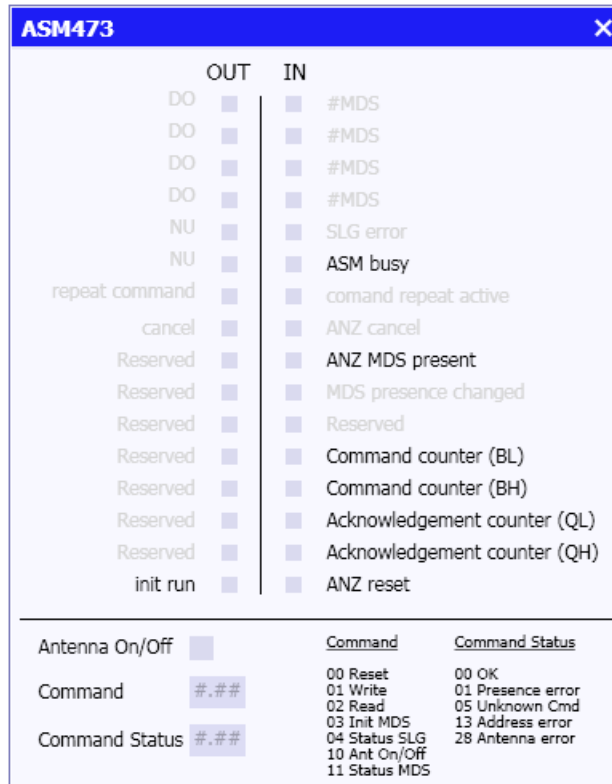 ASM473
OUT IN
DO #MDS
DO #MDS
DO #MDS
DO #MDS
NU SLG error
NU ASM busy
repeat command comand repeat active
cancel ANZ cancel
Reserved ANZ MDS present
Reserved MDS presence changed
Reserved Reserved
Reserved Command counter (BL)
Reserved Command counter (BH)
Reserved Acknowledgement counter (QL)
Reserved Acknowledgement counter (QH)
init run ANZ reset
Antenna On/Off
Command #.##
Command Status #.##
Command
00 Reset
01 Write
02 Read
03 Init MDS
04 Status SLG
10 Ant On/Off
11 Status MDS
Command Status
00 OK
01 Presence error
05 Unknown Cmd
13 Address error
28 Antenna error